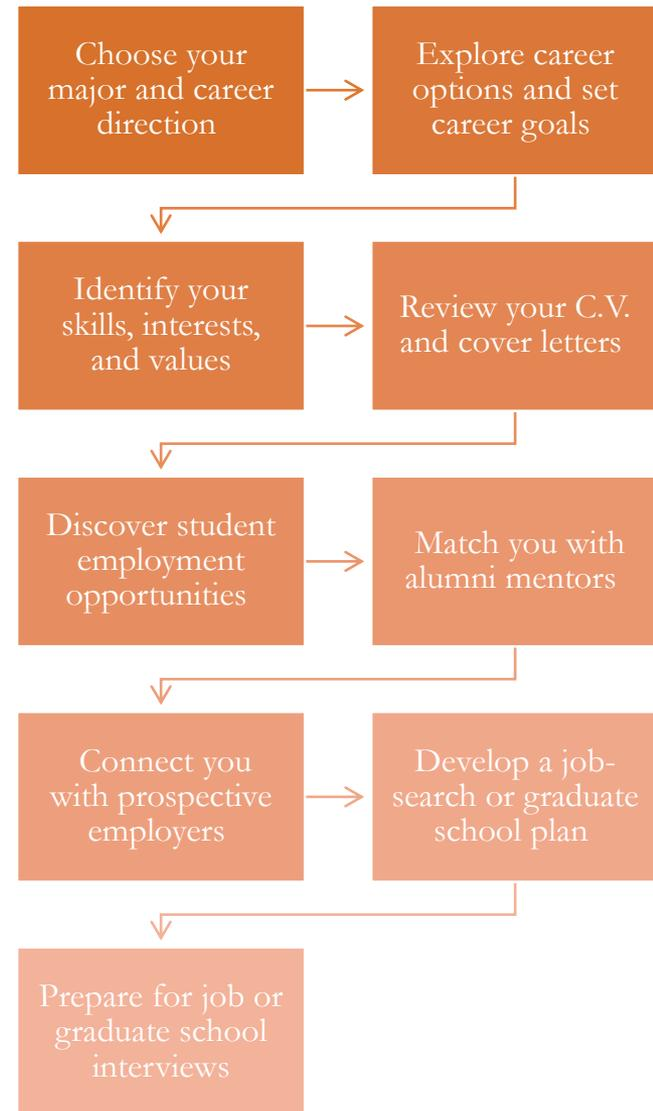 Choose your
major and career
direction
Explore career
options and set
career goals
Identify your
skills, interests,
and values
Review your C.V.
and cover letters
Discover student
employment
opportunities
Match you with
alumni mentors
Connect you
with prospective
employers
Develop a job-
search or graduate
school plan
Prepare for job or
graduate school
interviews